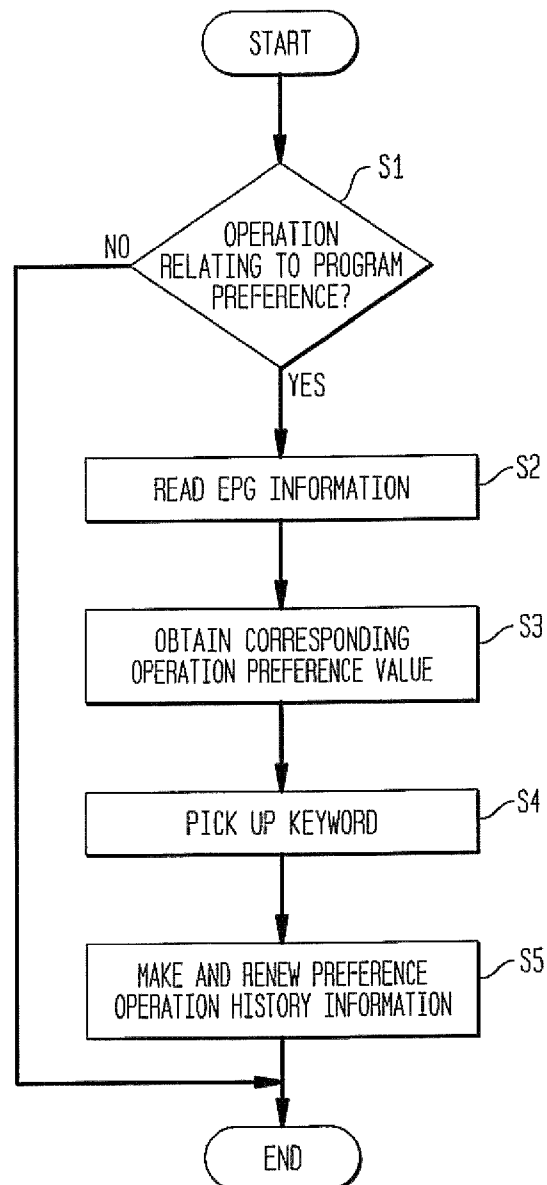 START
S1
OPERATION
RELATING TO PROGRAM
PREFERENCE?
NO
YES
S2
READ EPG INFORMATION
S3
OBTAIN CORRESPONDING
OPERATION PREFERENCE VALUE
S4
PICK UP KEYWORD
S5
MAKE AND RENEW PREFERENCE
OPERATION HISTORY INFORMATION
END